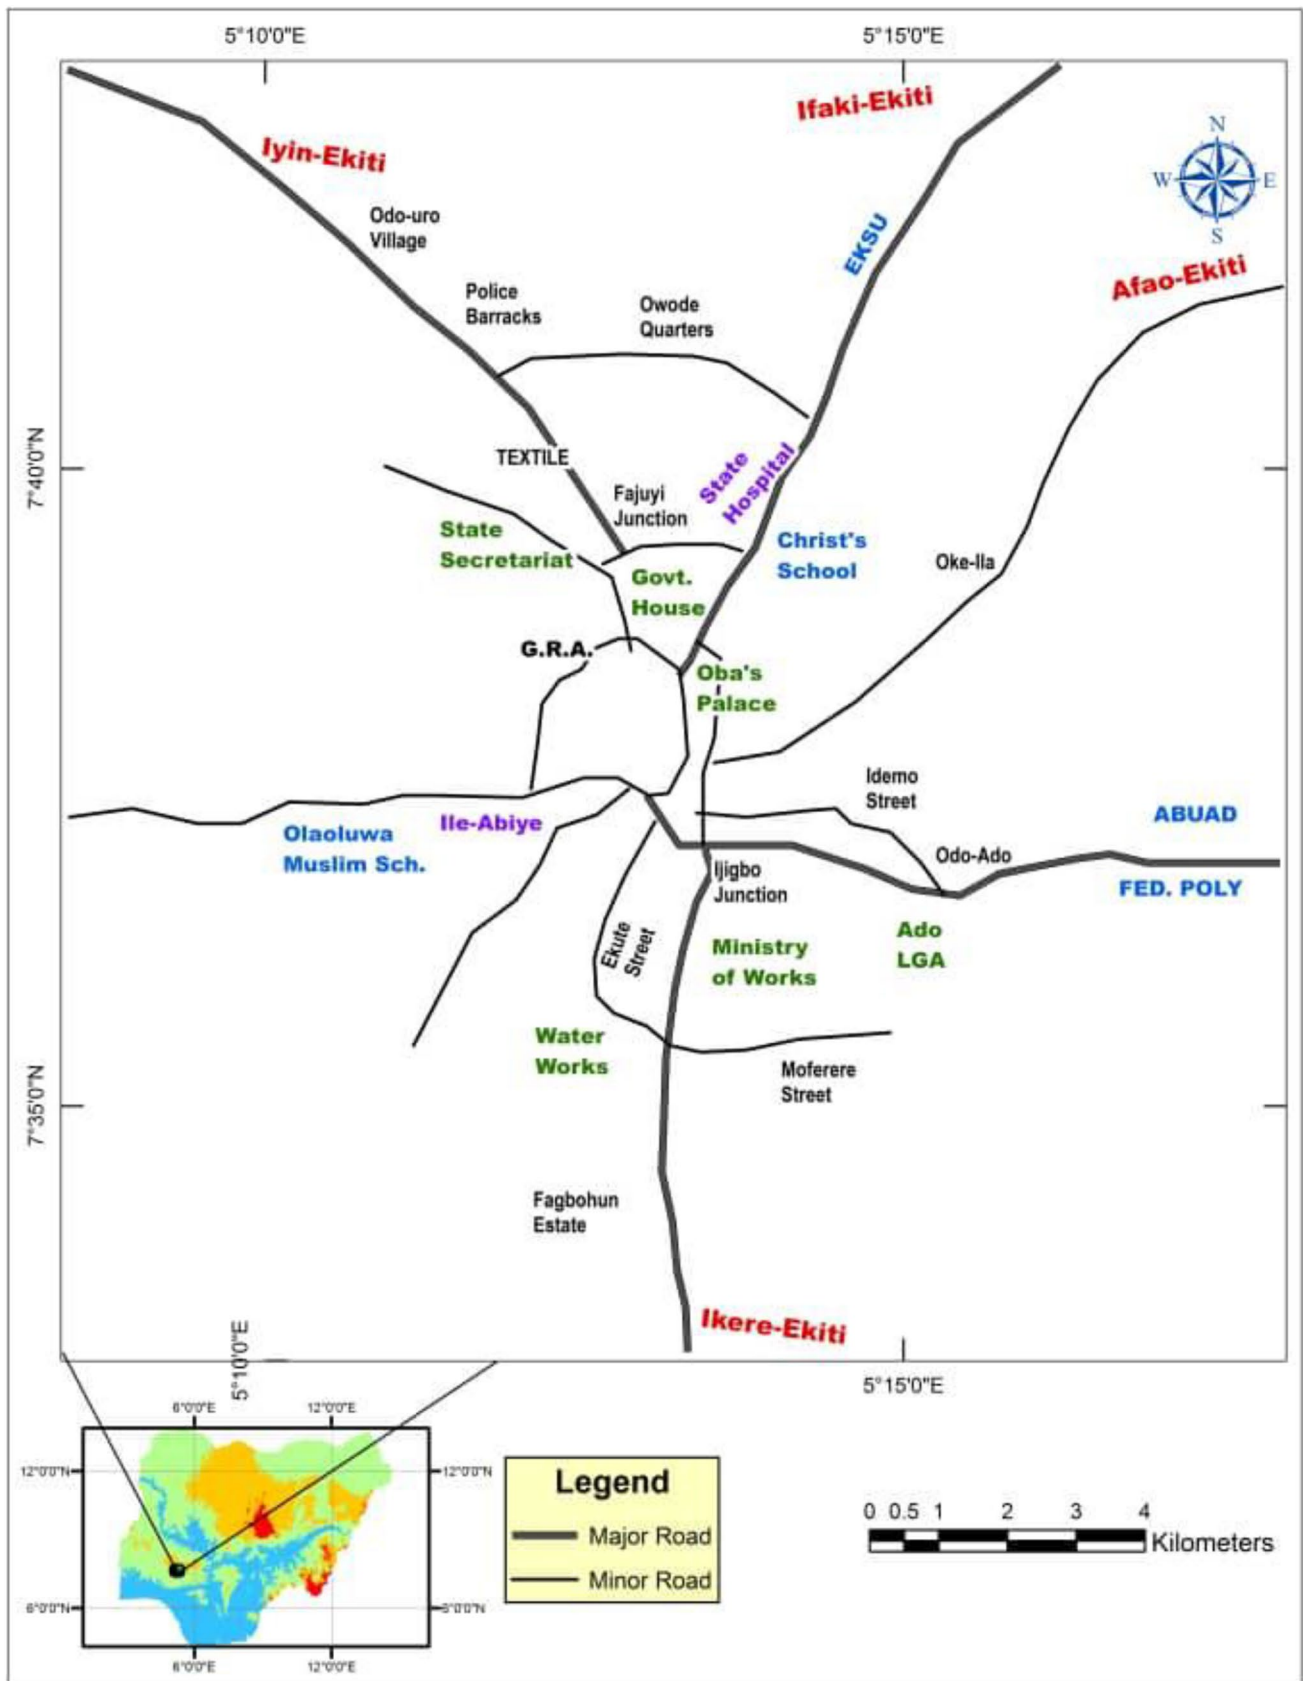 5°10'0"E
5°15'0"E
Ifaki-Ekiti
N
Iyin-Ekiti
W
E
S
Odo-uro
Village
EKSU
Afao-Ekiti
Police
Barracks
Owode
Quarters
7°40'0"N
TEXTILE
State
Hospital
Fajuyi
Junction
State
Secretariat
Christ's
School
Oke-Ila
Govt.
House
G.R.A.
Oba's
Palace
Idemo
Street
ABUAD
Ile-Abiye
Olaoluwa
Muslim Sch.
Odo-Ado
Ijigbo
Junction
FED. POLY
Ekute
Street
Ministry
of Works
Ado
LGA
Water
Works
Moferere
Street
7°35'0"N
Fagbohun
Estate
Ikere-Ekiti
5°10'0"E
5°15'0"E
6°0'0"E
12°0'0"E
12°0'0"N
12°0'0"N
6°0'0"N
6°0'0"N
6°0'0"E
12°0'0"E
Legend
Major Road
Minor Road
0 0.5 1 2 3 4
Kilometers